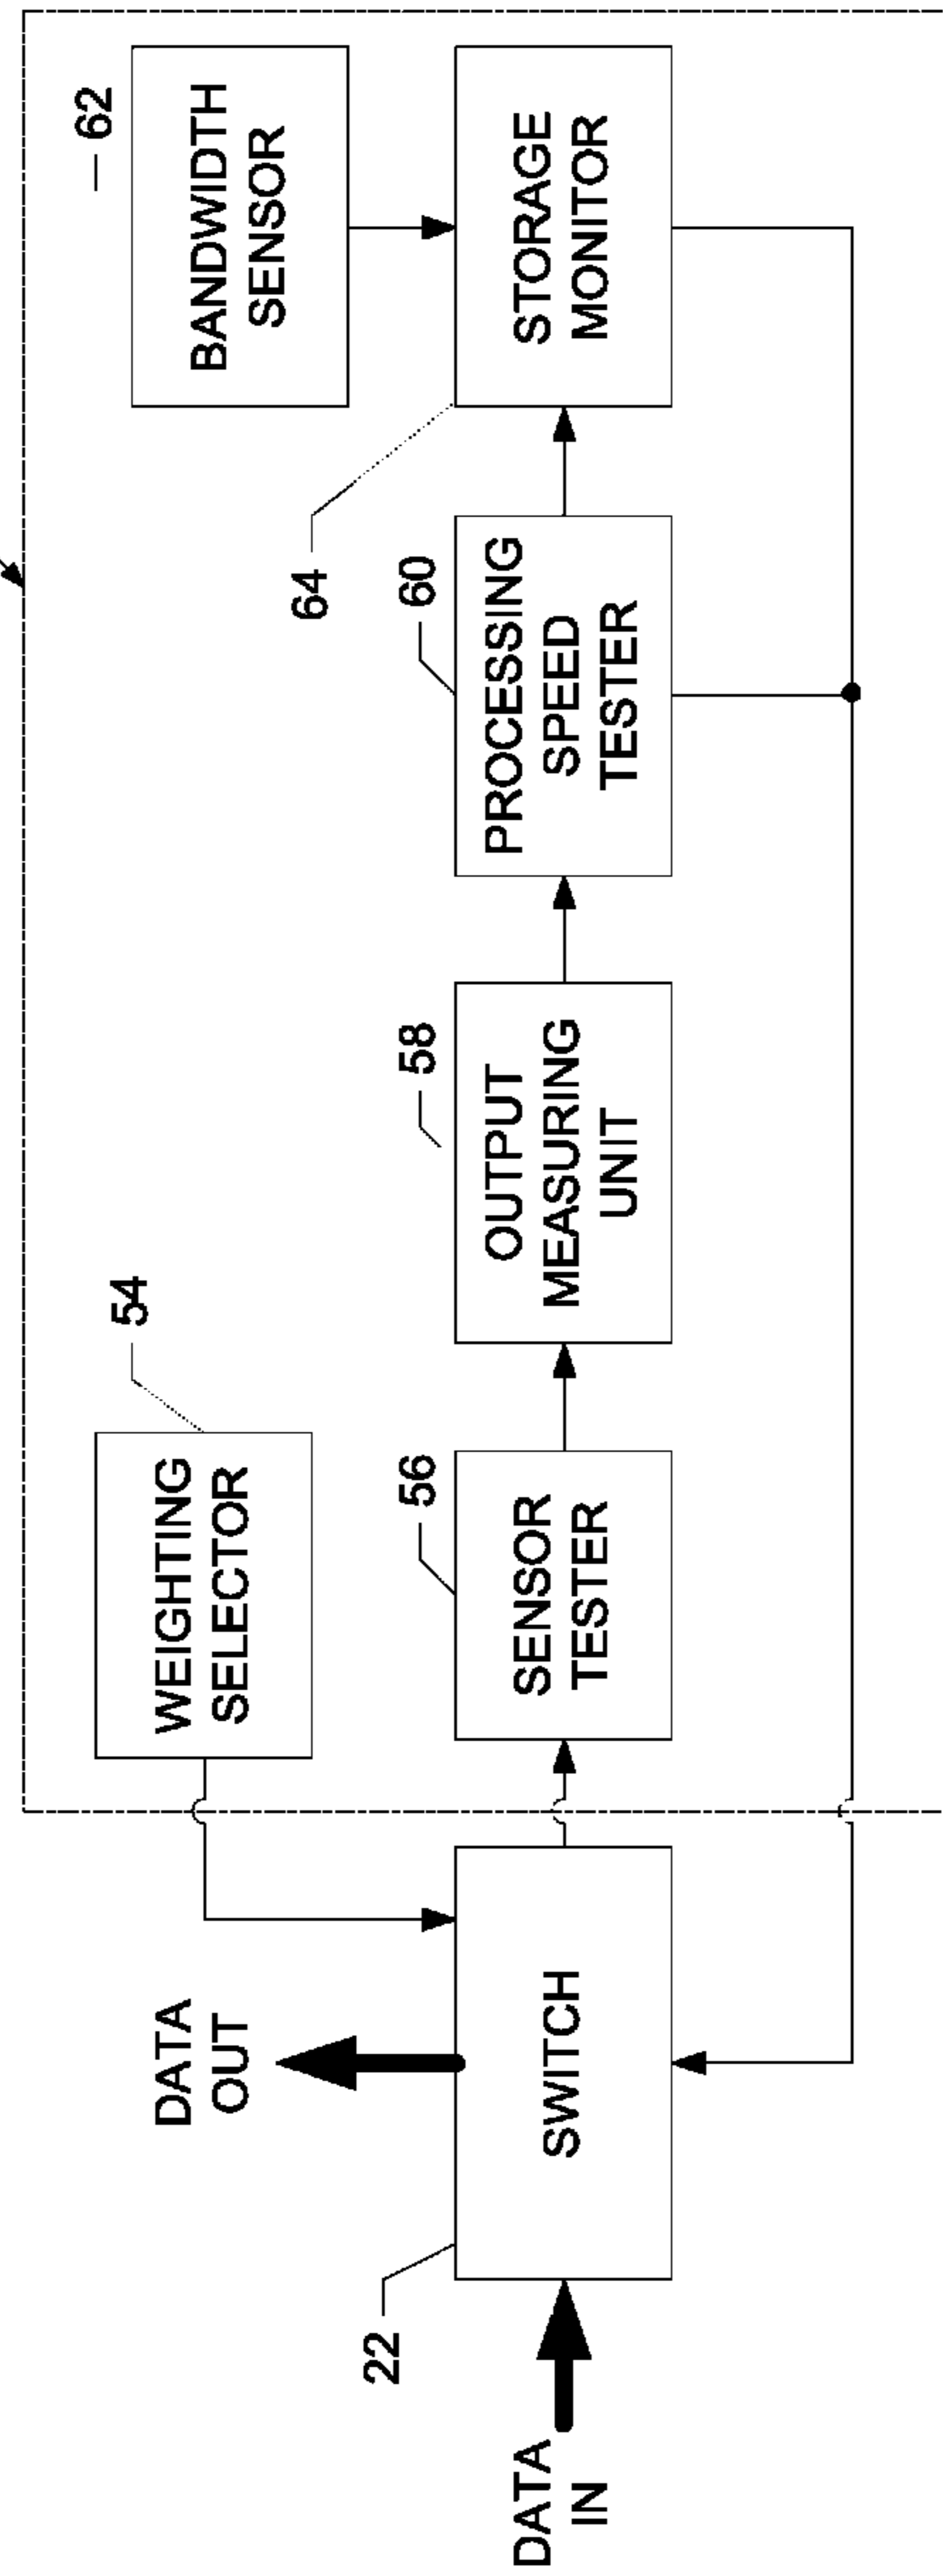 62
BANDWIDTH
SENSOR
54
WEIGHTING
SELECTOR
DATA
OUT
64
STORAGE
MONITOR
60
PROCESSING
SPEED
TESTER
58
OUTPUT
MEASURING
UNIT
56
SENSOR
TESTER
22
SWITCH
DATA
IN